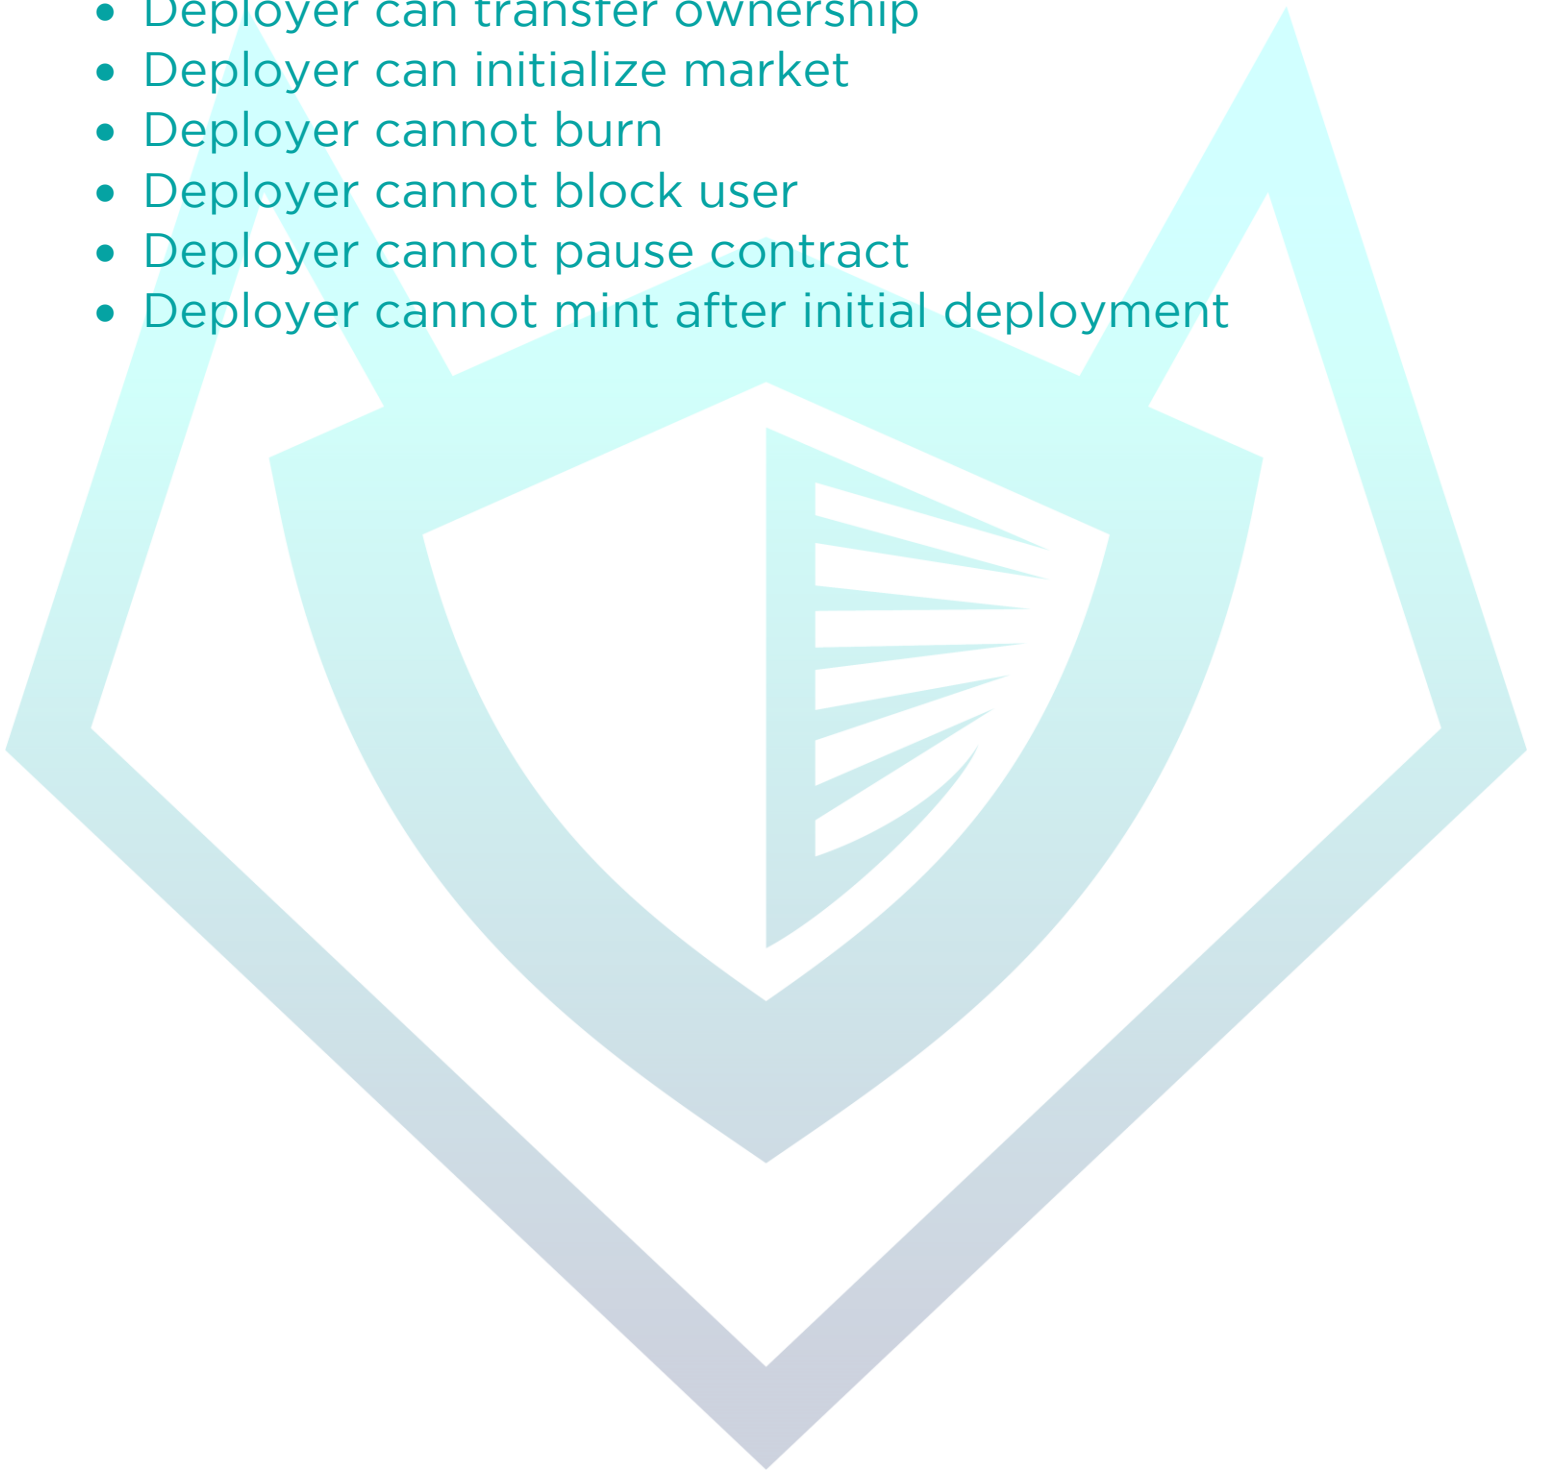 • Deployer can transfer ownership
• Deployer can initialize market
• Deployer cannot burn
• Deployer cannot block user
• Deployer cannot pause contract
• Deployer cannot mint after initial deployment